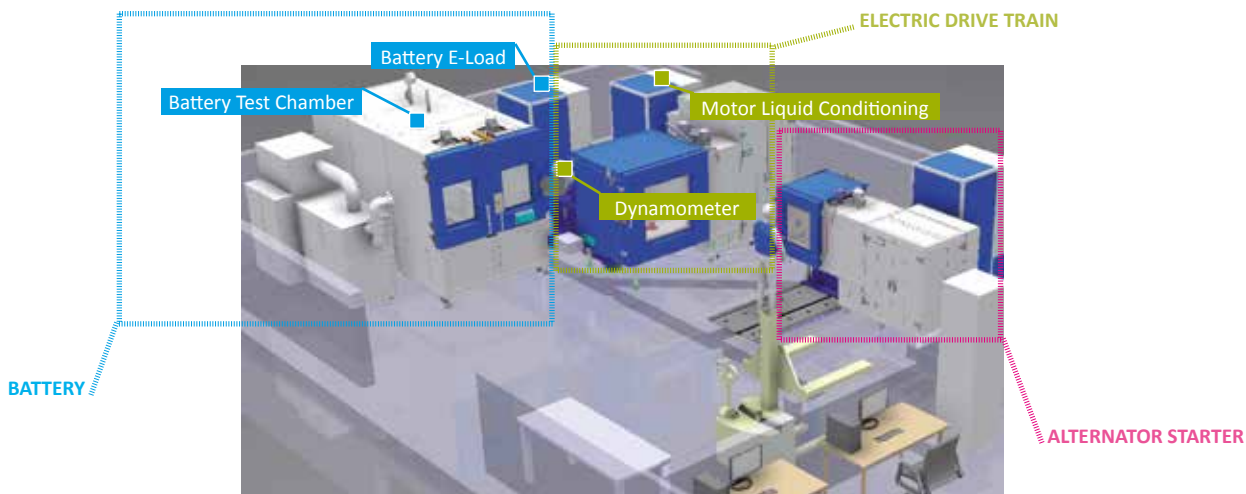 ELECTRIC DRIVE TRAIN
Battery E-Load
Battery Test Chamber
Motor Liquid Conditioning
Dynamometer
BATTERY
ALTERNATOR STARTER